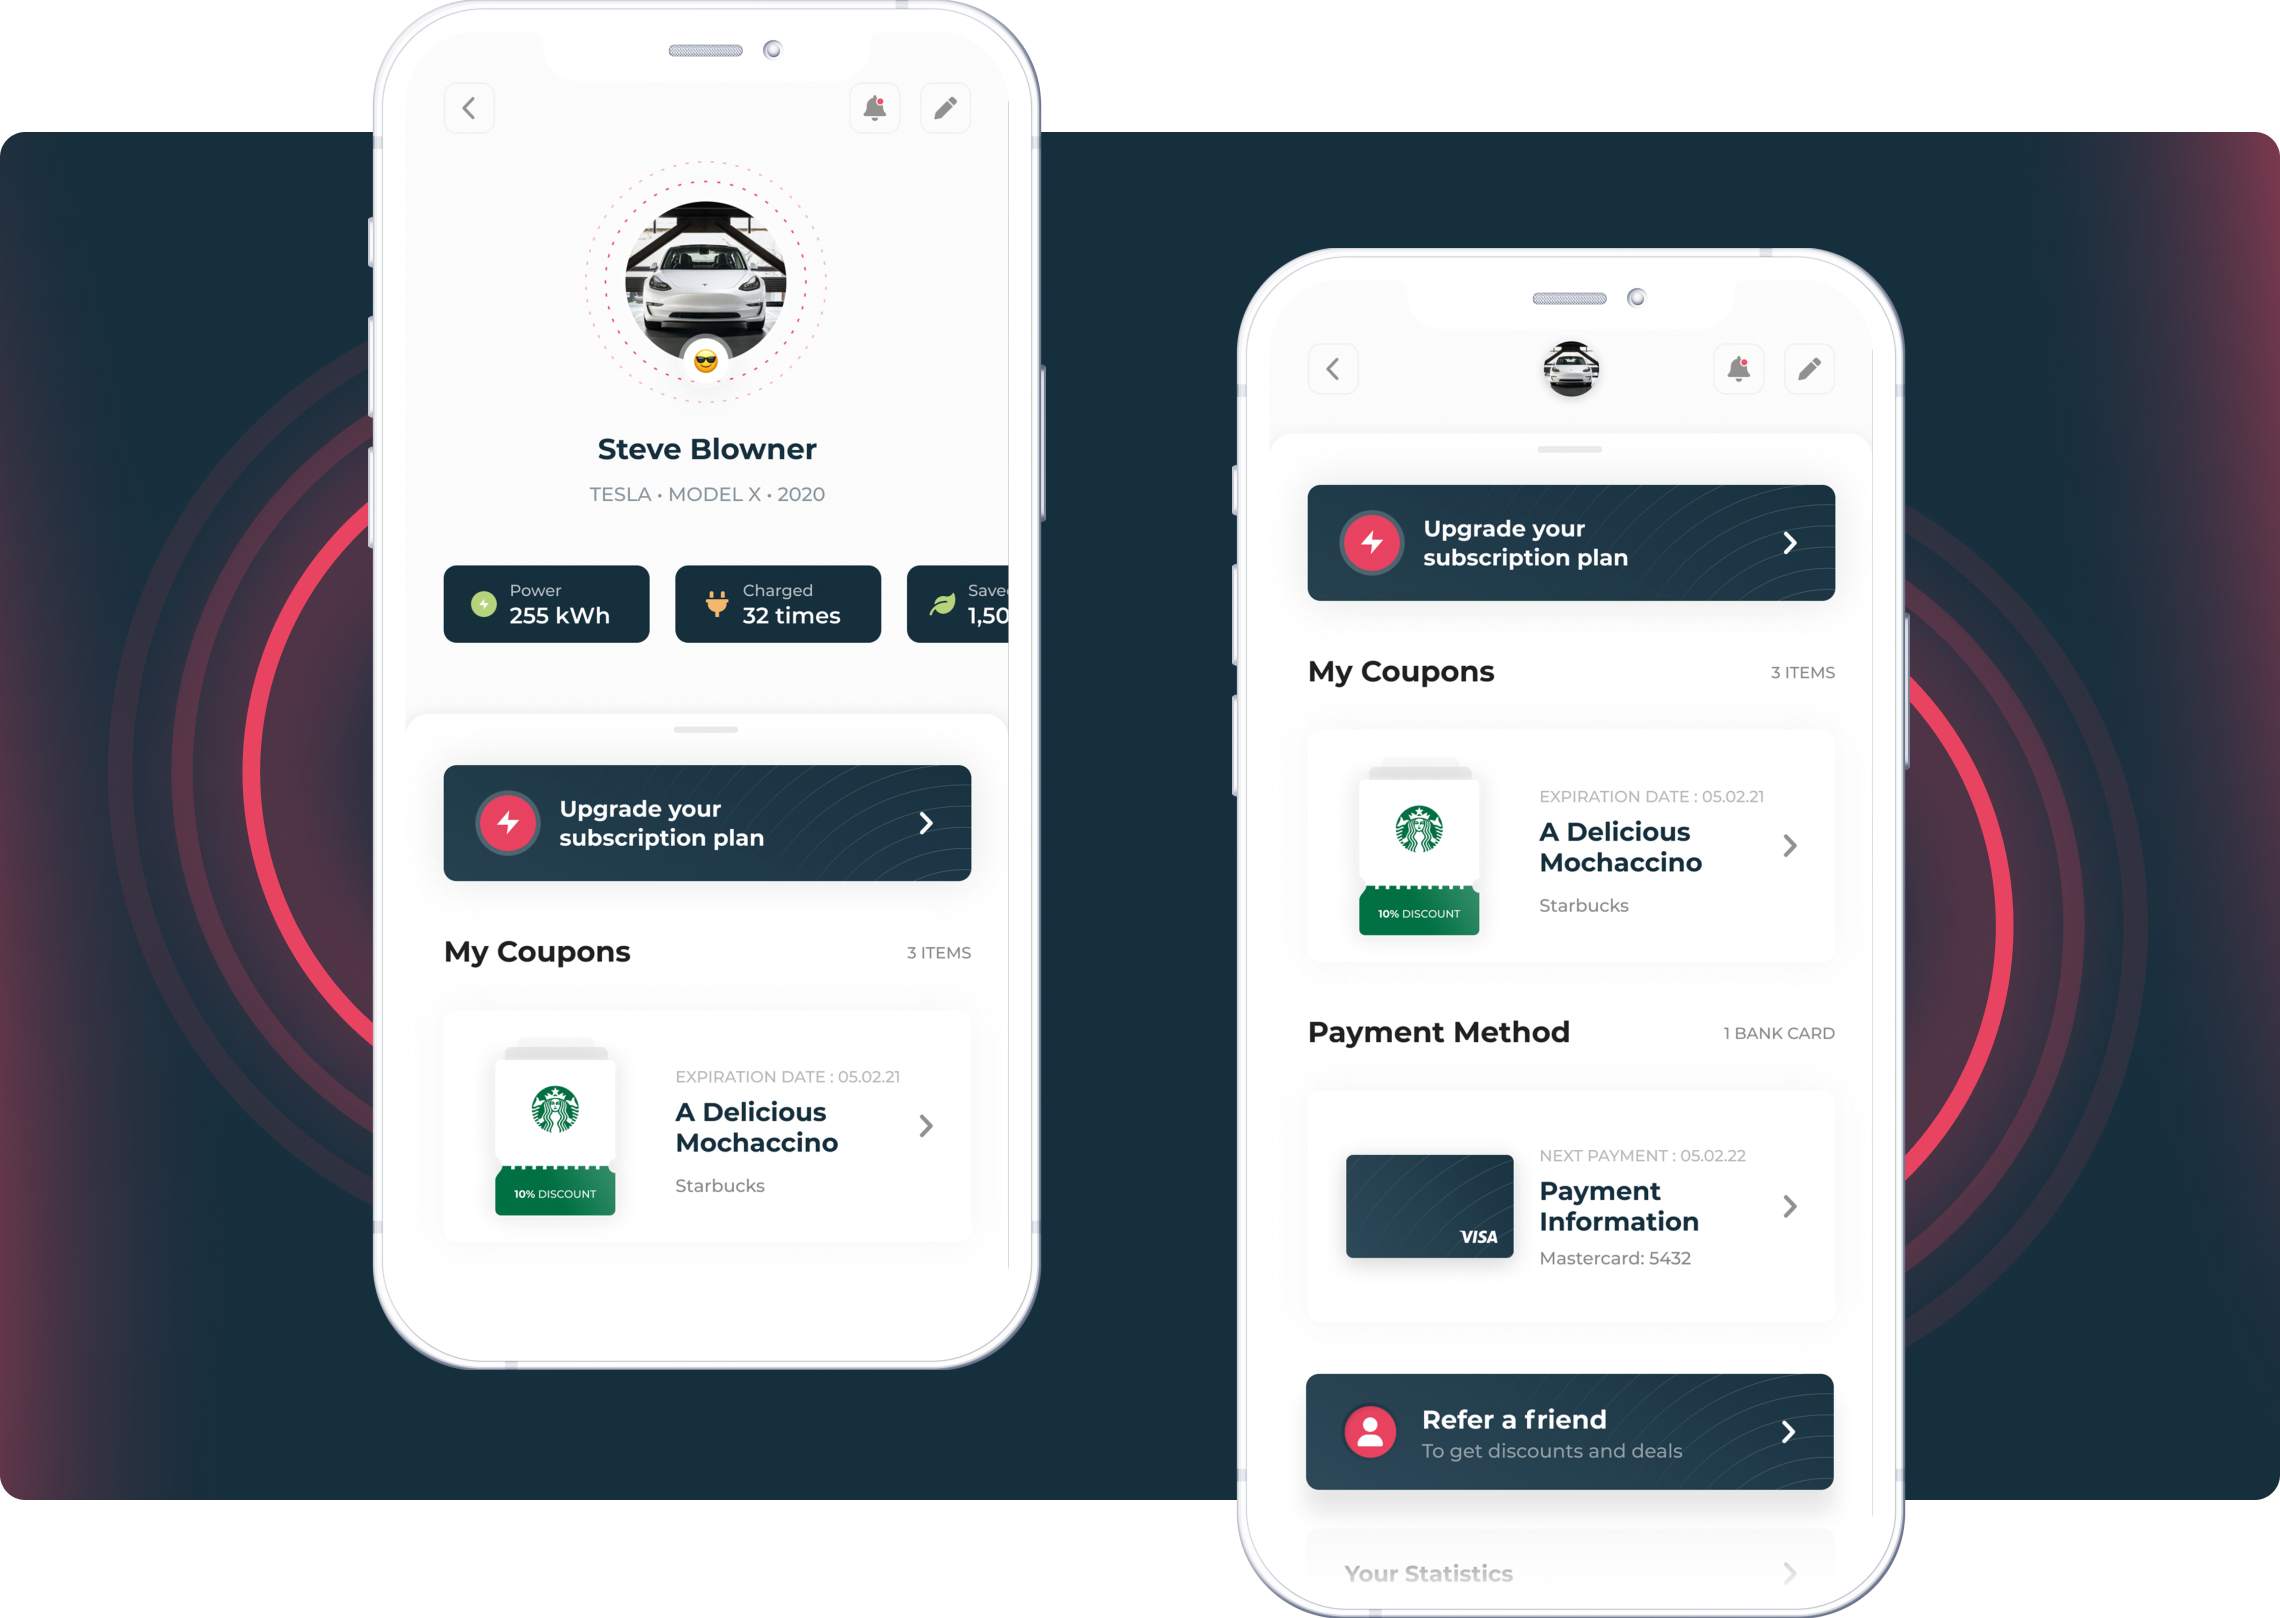 Steve Blowner
TESLA • MODEL X • 2020
Power
255 kWh
Charged
32 times
Save
1,50
Upgrade your
subscription plan
My Coupons
3 ITEMS
10% DISCOUNT
EXPIRATION DATE : 05.02.21
A Delicious
Mochaccino
Starbucks
Upgrade your
subscription plan
My Coupons
3 ITEMS
10% DISCOUNT
EXPIRATION DATE : 05.02.21
A Delicious
Mochaccino
Starbucks
Payment Method
1 BANK CARD
VISA
NEXT PAYMENT : 05.02.22
Payment
Information
Mastercard: 5432
Refer a friend
To get discounts and deals
Your Statistics